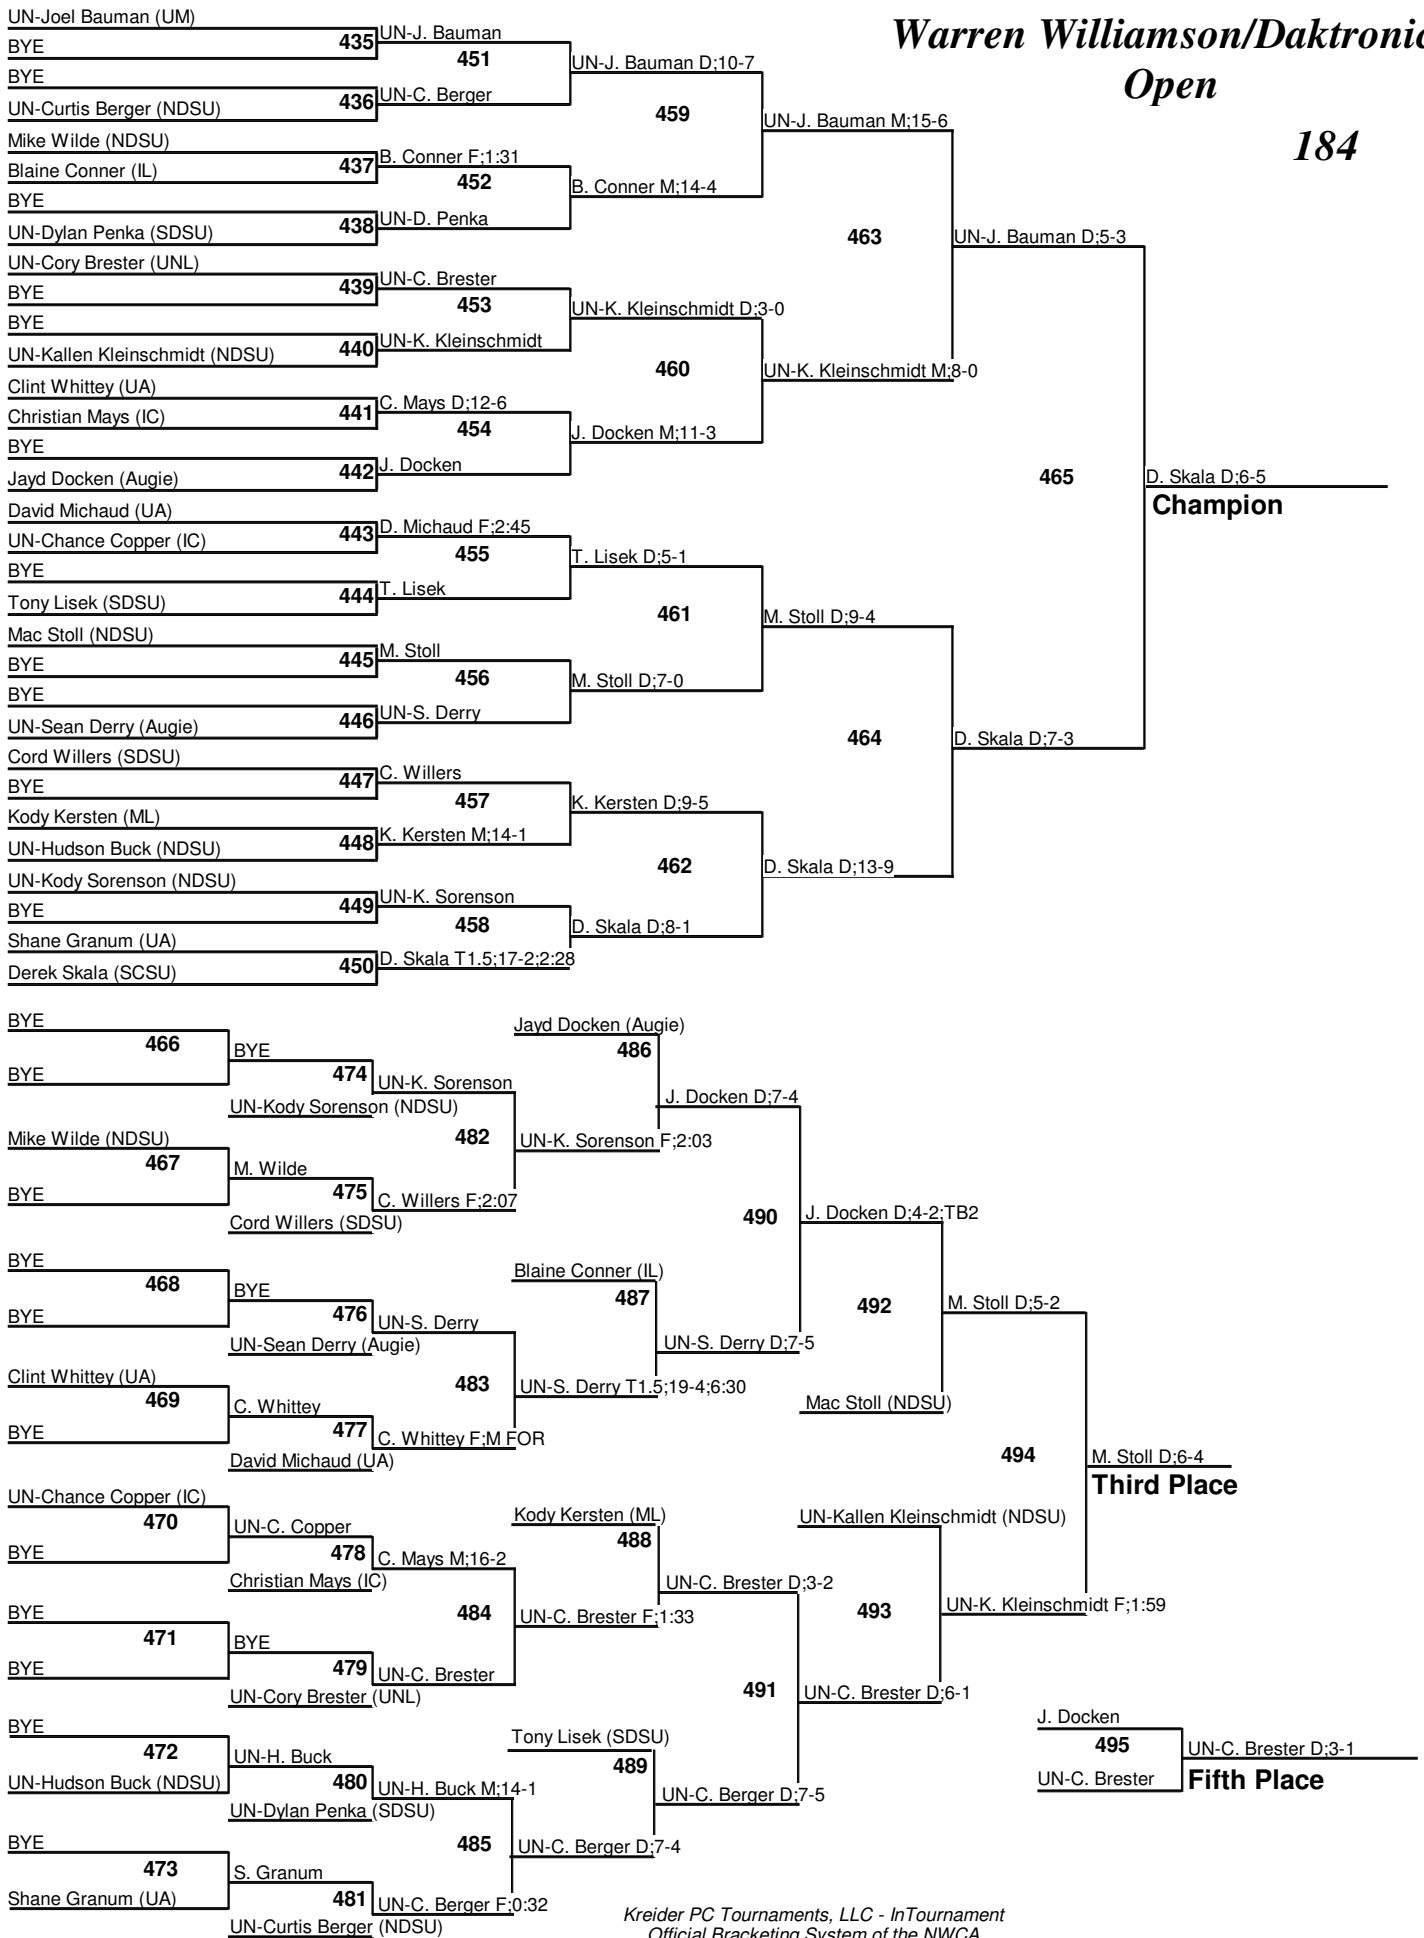 Warren Williamson/Daktronic
Open
184
UN-Joel Bauman (UM)
BYE
435
UN-J. Bauman
451
BYE
UN-Curtis Berger (NDSU)
436
UN-C. Berger
UN-J. Bauman D;10-7
459
Mike Wilde (NDSU)
Blaine Conner (IL)
437
B. Conner F;1:31
452
BYE
UN-Dylan Penka (SDSU)
438
UN-D. Penka
B. Conner M;14-4
UN-J. Bauman M;15-6
463
UN-Cory Brester (UNL)
BYE
439
UN-C. Brester
453
BYE
UN-Kallen Kleinschmidt (NDSU)
440
UN-K. Kleinschmidt
UN-K. Kleinschmidt D;3-0
460
Clint Whittey (UA)
Christian Mays (IC)
441
C. Mays D;12-6
454
BYE
Jayd Docken (Augie)
442
J. Docken
J. Docken M;11-3
UN-K. Kleinschmidt M;8-0
UN-J. Bauman D;5-3
465
D. Skala D;6-5
Champion
David Michaud (UA)
UN-Chance Copper (IC)
443
D. Michaud F;2:45
455
BYE
Tony Lisek (SDSU)
444
T. Lisek
T. Lisek D;5-1
461
Mac Stoll (NDSU)
BYE
445
M. Stoll
456
BYE
UN-Sean Derry (Augie)
446
UN-S. Derry
M. Stoll D;7-0
M. Stoll D;9-4
464
Cord Willers (SDSU)
BYE
447
C. Willers
457
Kody Kersten (ML)
UN-Hudson Buck (NDSU)
448
K. Kersten M;14-1
K. Kersten D;9-5
462
UN-Kody Sorenson (NDSU)
BYE
449
UN-K. Sorenson
458
Shane Granum (UA)
Derek Skala (SCSU)
450
D. Skala T1.5;17-2;2:28
D. Skala D;8-1
D. Skala D;13-9
D. Skala D;7-3
BYE
466
BYE
BYE
474
UN-Kody Sorenson (NDSU)
UN-K. Sorenson
482
Mike Wilde (NDSU)
467
BYE
M. Wilde
475
Cord Willers (SDSU)
C. Willers F;2:07
Jayd Docken (Augie)
486
UN-K. Sorenson F;2:03
J. Docken D;7-4
490
BYE
468
BYE
BYE
476
UN-Sean Derry (Augie)
UN-S. Derry
483
Clint Whittey (UA)
469
BYE
C. Whittey
477
David Michaud (UA)
C. Whittey F;M FOR
Blaine Conner (IL)
487
UN-S. Derry T1.5;19-4;6:30
UN-S. Derry D;7-5
J. Docken D;4-2;TB2
492
Mac Stoll (NDSU)
M. Stoll D;5-2
494
M. Stoll D;6-4
Third Place
UN-Chance Copper (IC)
470
BYE
UN-C. Copper
478
Christian Mays (IC)
C. Mays M;16-2
484
BYE
471
BYE
BYE
479
UN-Cory Brester (UNL)
UN-C. Brester
Kody Kersten (ML)
488
UN-C. Brester F;1:33
UN-C. Brester D;3-2
491
UN-Kallen Kleinschmidt (NDSU)
493
UN-K. Kleinschmidt F;1:59
UN-C. Brester D;6-1
BYE
472
UN-Hudson Buck (NDSU)
UN-H. Buck
480
UN-Dylan Penka (SDSU)
UN-H. Buck M;14-1
485
BYE
473
Shane Granum (UA)
S. Granum
481
UN-Curtis Berger (NDSU)
UN-C. Berger F;0:32
Tony Lisek (SDSU)
489
UN-C. Berger D;7-4
UN-C. Berger D;7-5
J. Docken
495
UN-C. Brester
UN-C. Brester D;3-1
Fifth Place
Kreider PC Tournaments, LLC - InTournament
Official Bracketing System of the NWCA